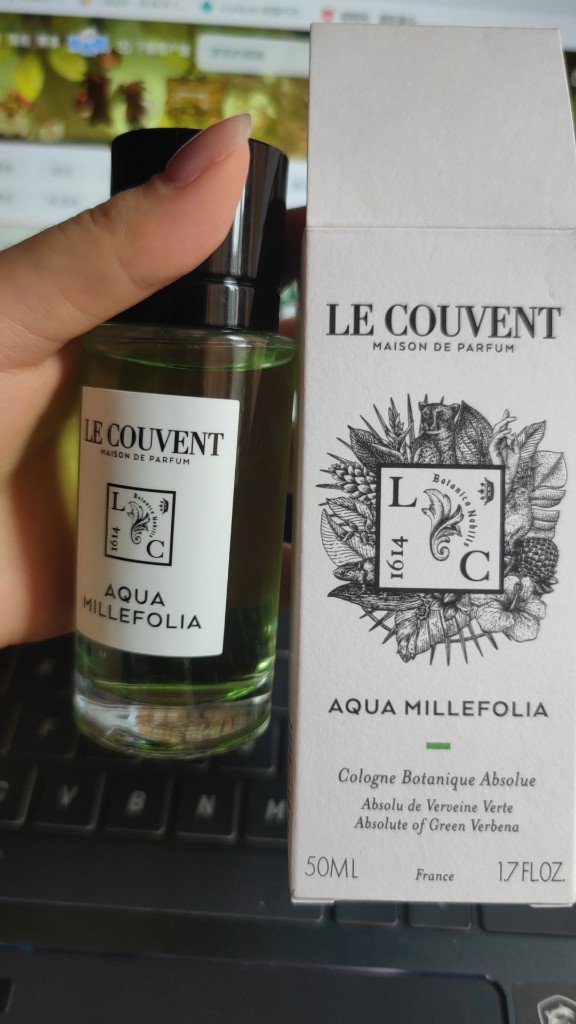 LE COUVENT
MAISON DE PARFUM
L
Botanica Nobilis
1614
C
AQUA
MILLEFOLIA
LE COUVENT
MAISON DE PARFUM
L
Botanica Nobilis
1614
C
AQUA MILLEFOLIA
Cologne Botanique Absolue
Absolu de Verveine Verte
Absolute of Green Verbena
50ML
France
1.7 FL.OZ.
V
B
N
M